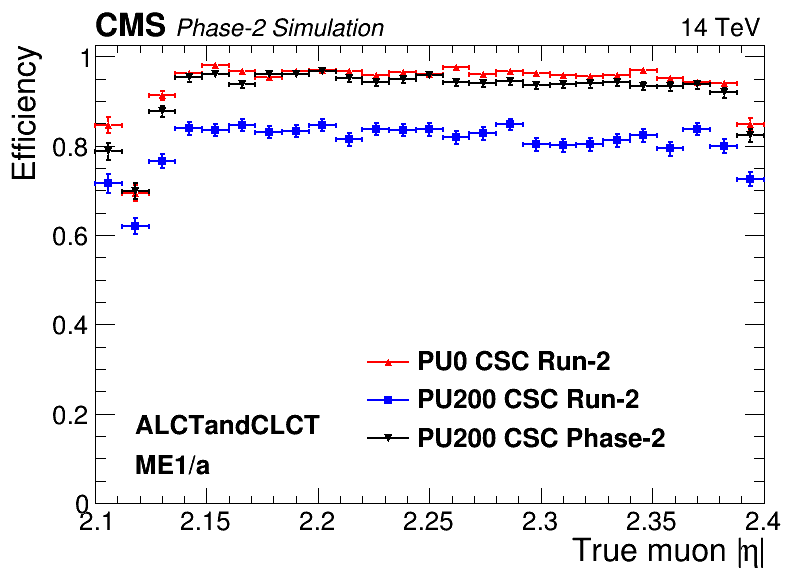 CMS Phase-2 Simulation 14 TeV
Efficiency
1
0.8
0.6
0.4
0.2
0
PU0 CSC Run-2
PU200 CSC Run-2
PU200 CSC Phase-2
ALCTandCLCT
ME1/a
2.1 2.15 2.2 2.25 2.3 2.35 2.4
True muon |η|